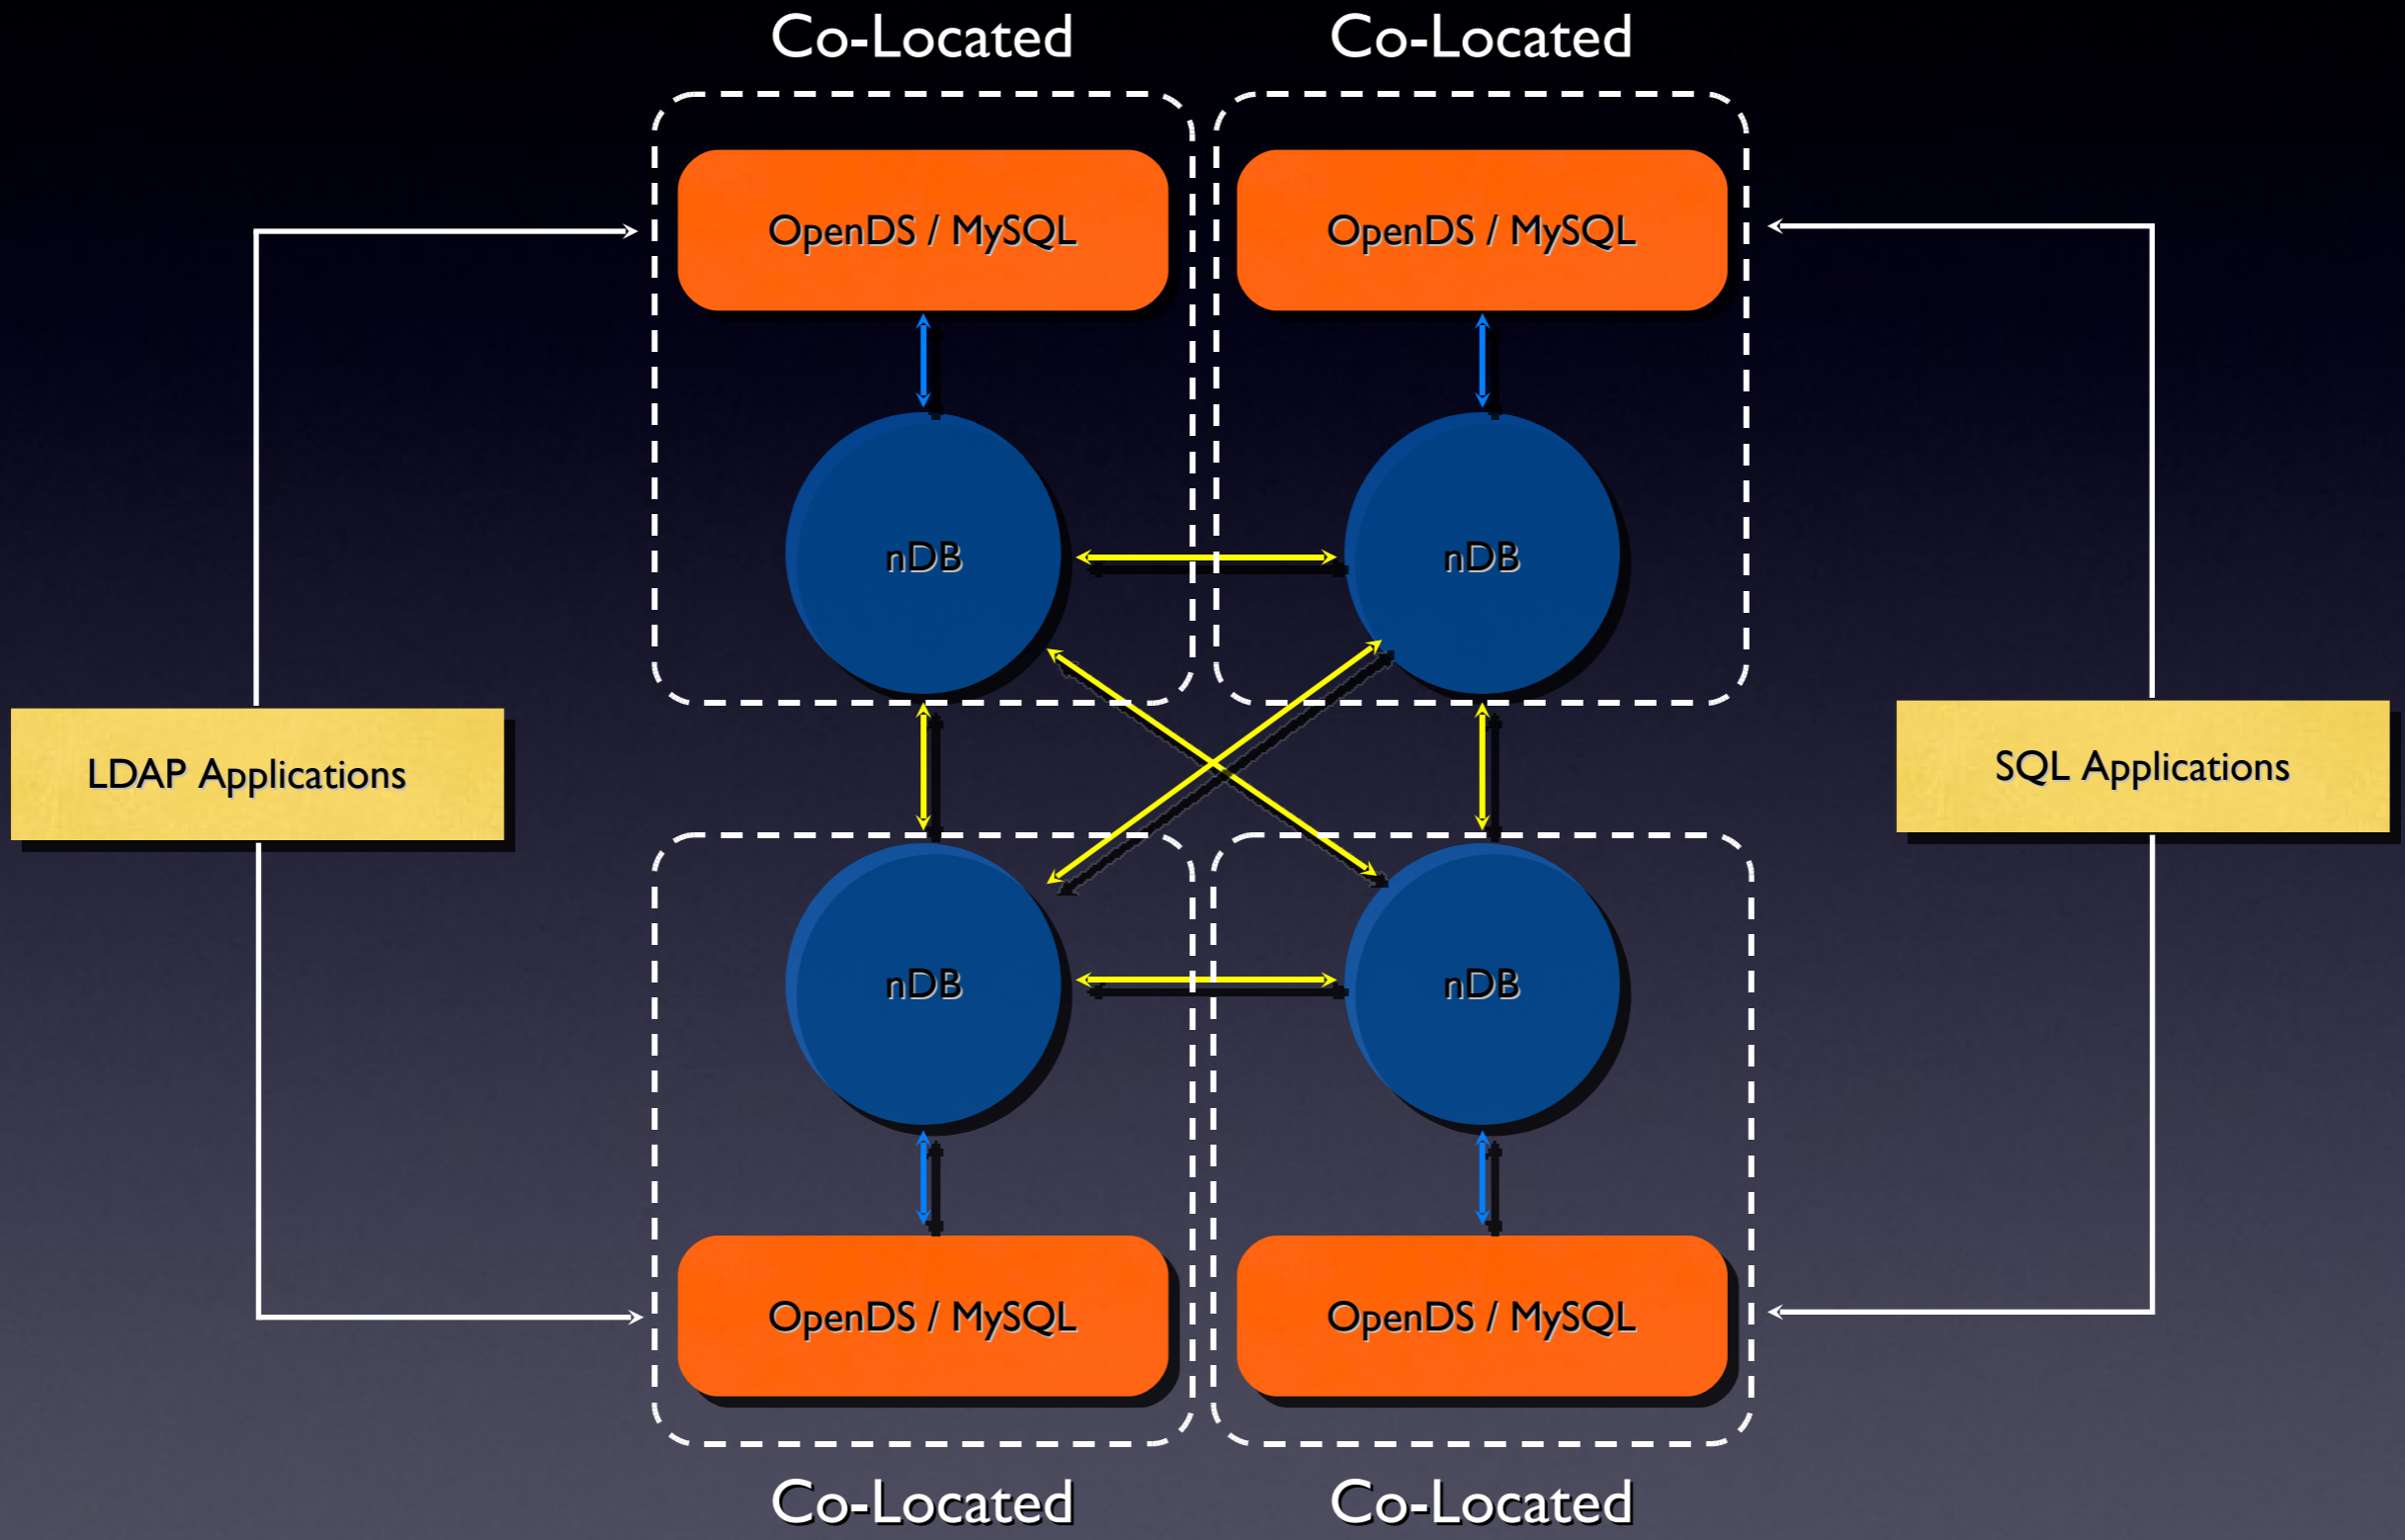 Co-Located
Co-Located
OpenDS / MySQL
OpenDS / MySQL
nDB
nDB
LDAP Applications
SQL Applications
nDB
nDB
OpenDS / MySQL
OpenDS / MySQL
Co-Located
Co-Located